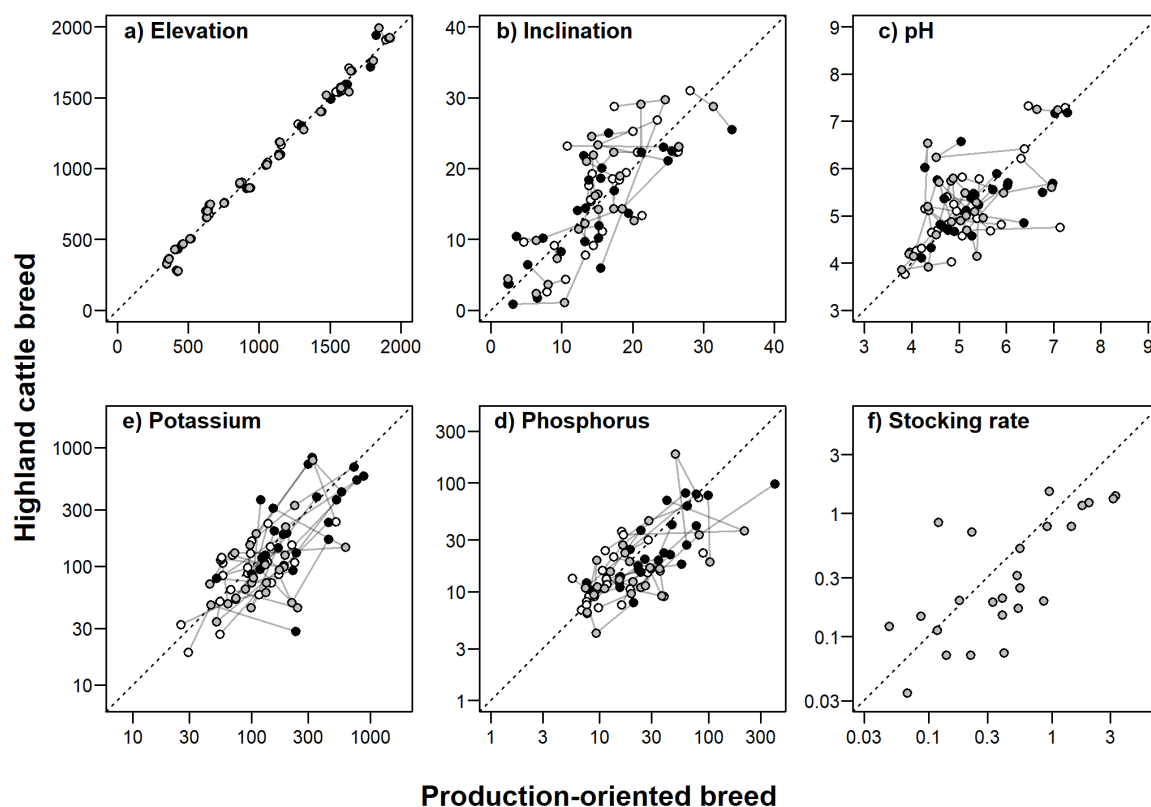 a) Elevation
b) Inclination
c) pH
2000
1500
1000
500
0
0 500 1000 1500 2000
40
30
20
10
0
0 10 20 30 40
9
8
7
6
5
4
3
3 4 5 6 7 8 9
e) Potassium
d) Phosphorus
f) Stocking rate
1000
300
100
30
10
10 30 100 300 1000
300
100
30
10
3
1
1 3 10 30 100 300
3
1
0.3
0.1
0.03
0.03 0.1 0.3 1 3
Highland cattle breed
Production-oriented breed